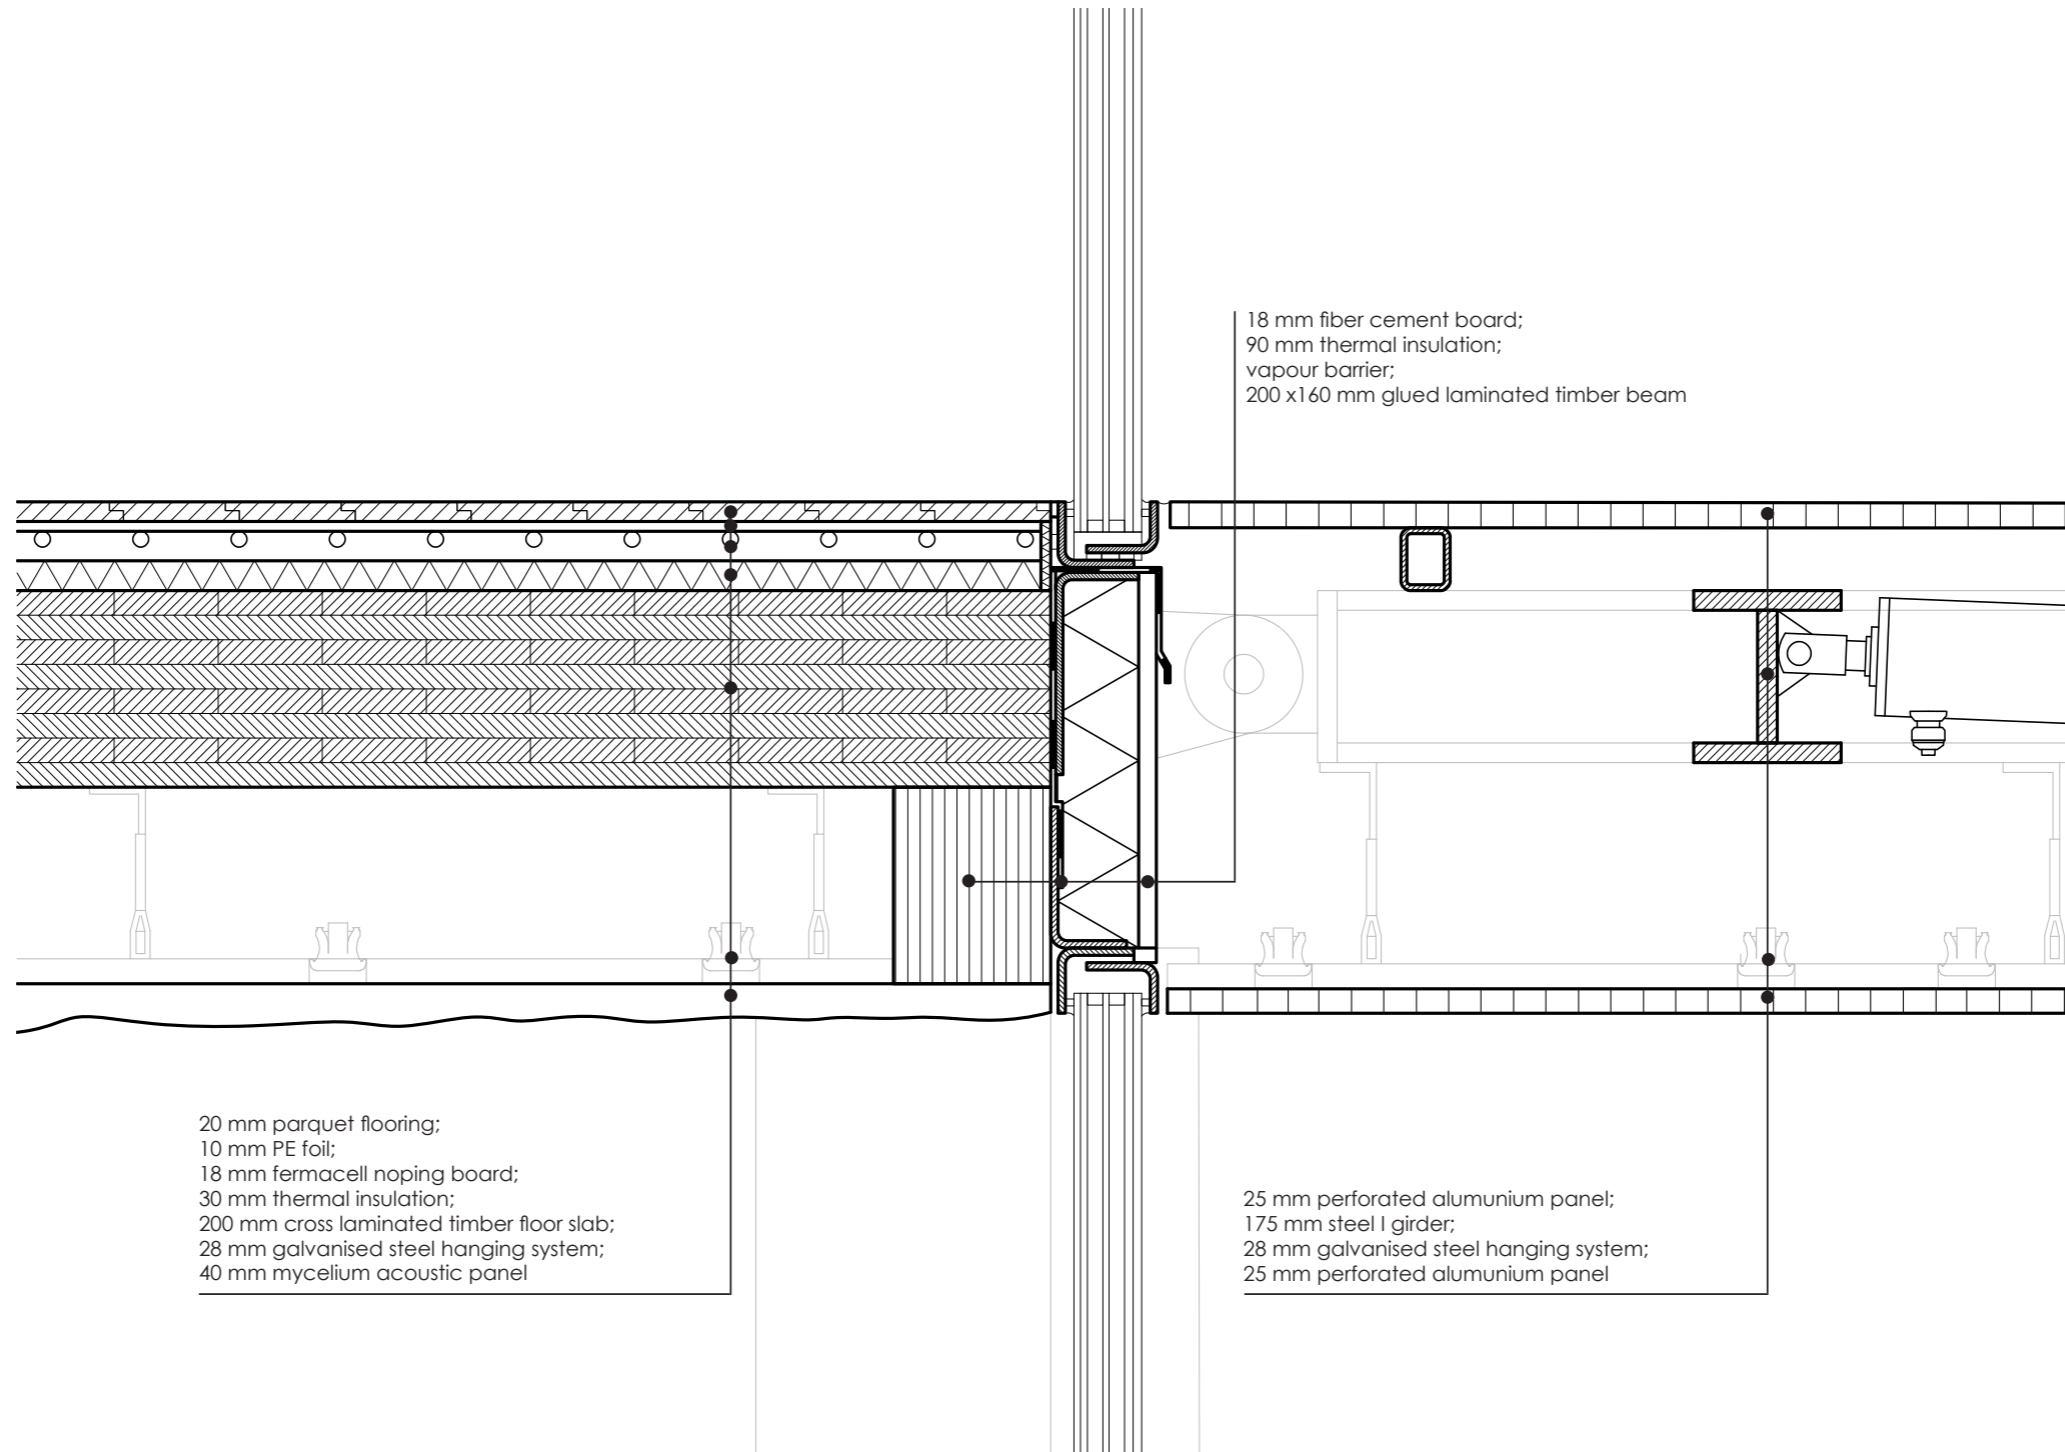 18 mm fiber cement board;
90 mm thermal insulation;
vapour barrier;
200 x160 mm glued laminated timber beam
20 mm parquet flooring;
10 mm PE foil;
18 mm fermacell noping board;
30 mm thermal insulation;
200 mm cross laminated timber floor slab;
28 mm galvanised steel hanging system;
40 mm mycelium acoustic panel
25 mm perforated alumunium panel;
175 mm steel I girder;
28 mm galvanised steel hanging system;
25 mm perforated alumunium panel